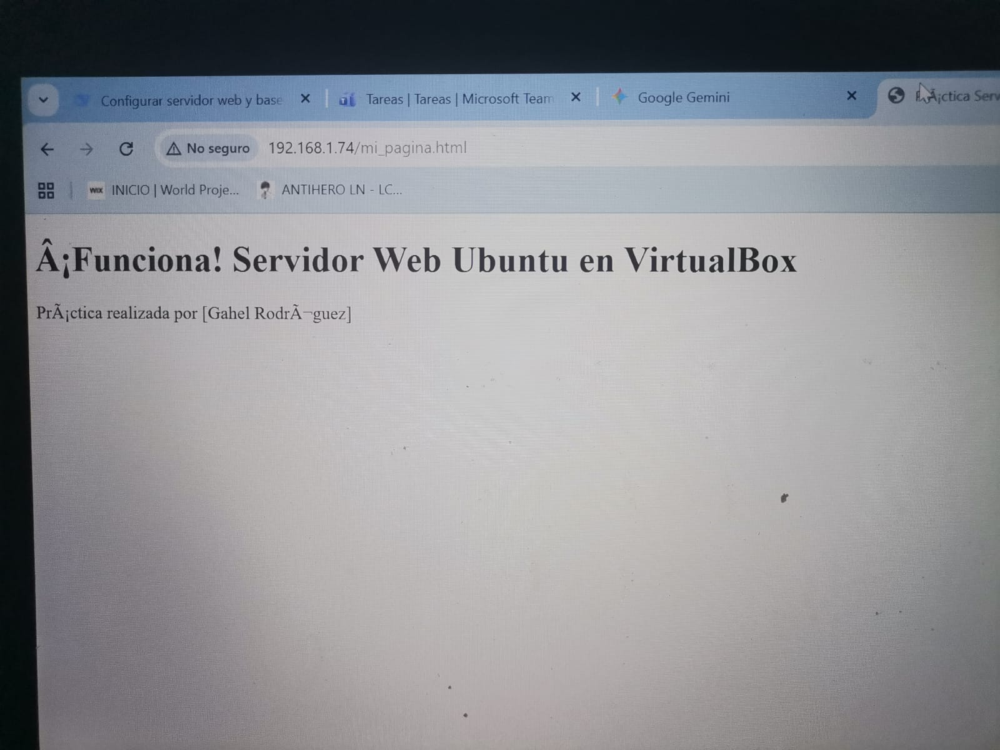 Configurar servidor web y base
Tareas | Tareas | Microsoft Team
Google Gemini
Ã¡ctica Serv
No seguro
192.168.1.74/mi_pagina.html
WIX
INICIO | World Proje...
ANTIHERO LN - LC...
Â¡Funciona! Servidor Web Ubuntu en VirtualBox
PrÃ¡ctica realizada por [Gahel RodrÃ¬guez]